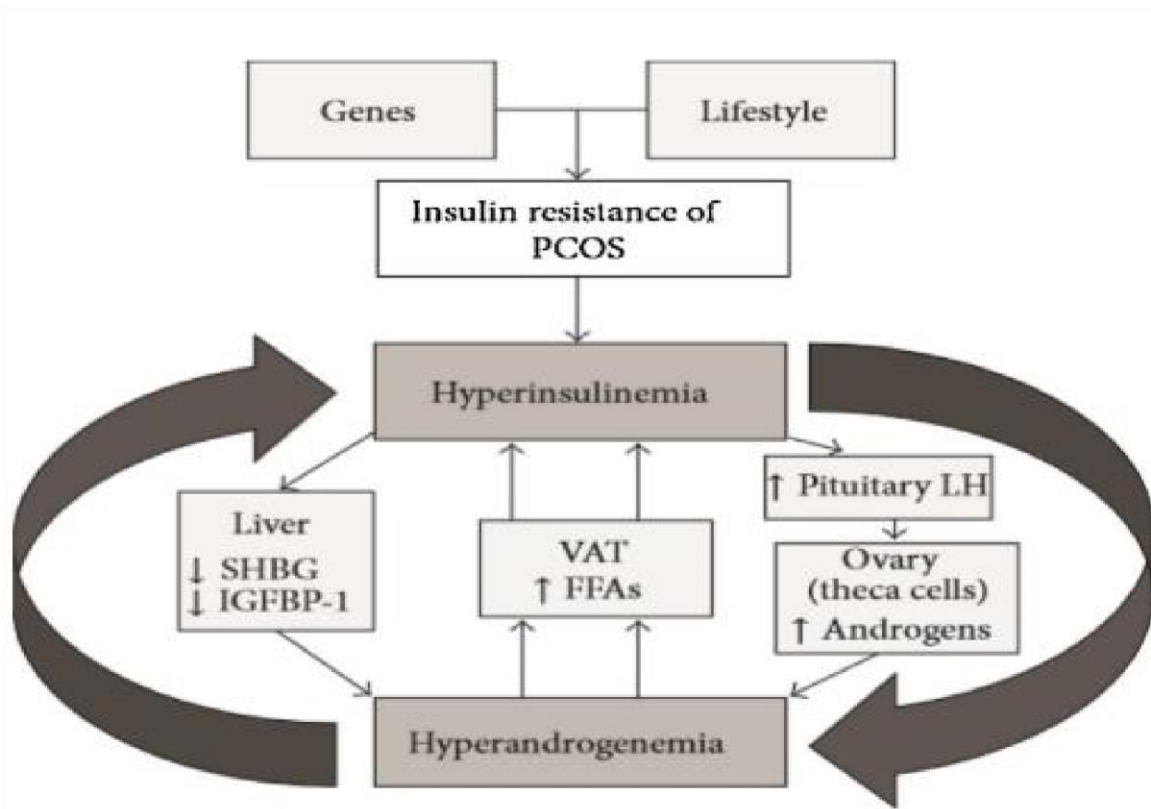 Genes
Lifestyle
Insulin resistance of
PCOS
Hyperinsulinemia
Liver
↓ SHBG
↓ IGFBP-1
VAT
↑ FFAs
↑ Pituitary LH
Ovary
(theca cells)
↑ Androgens
Hyperandrogenemia